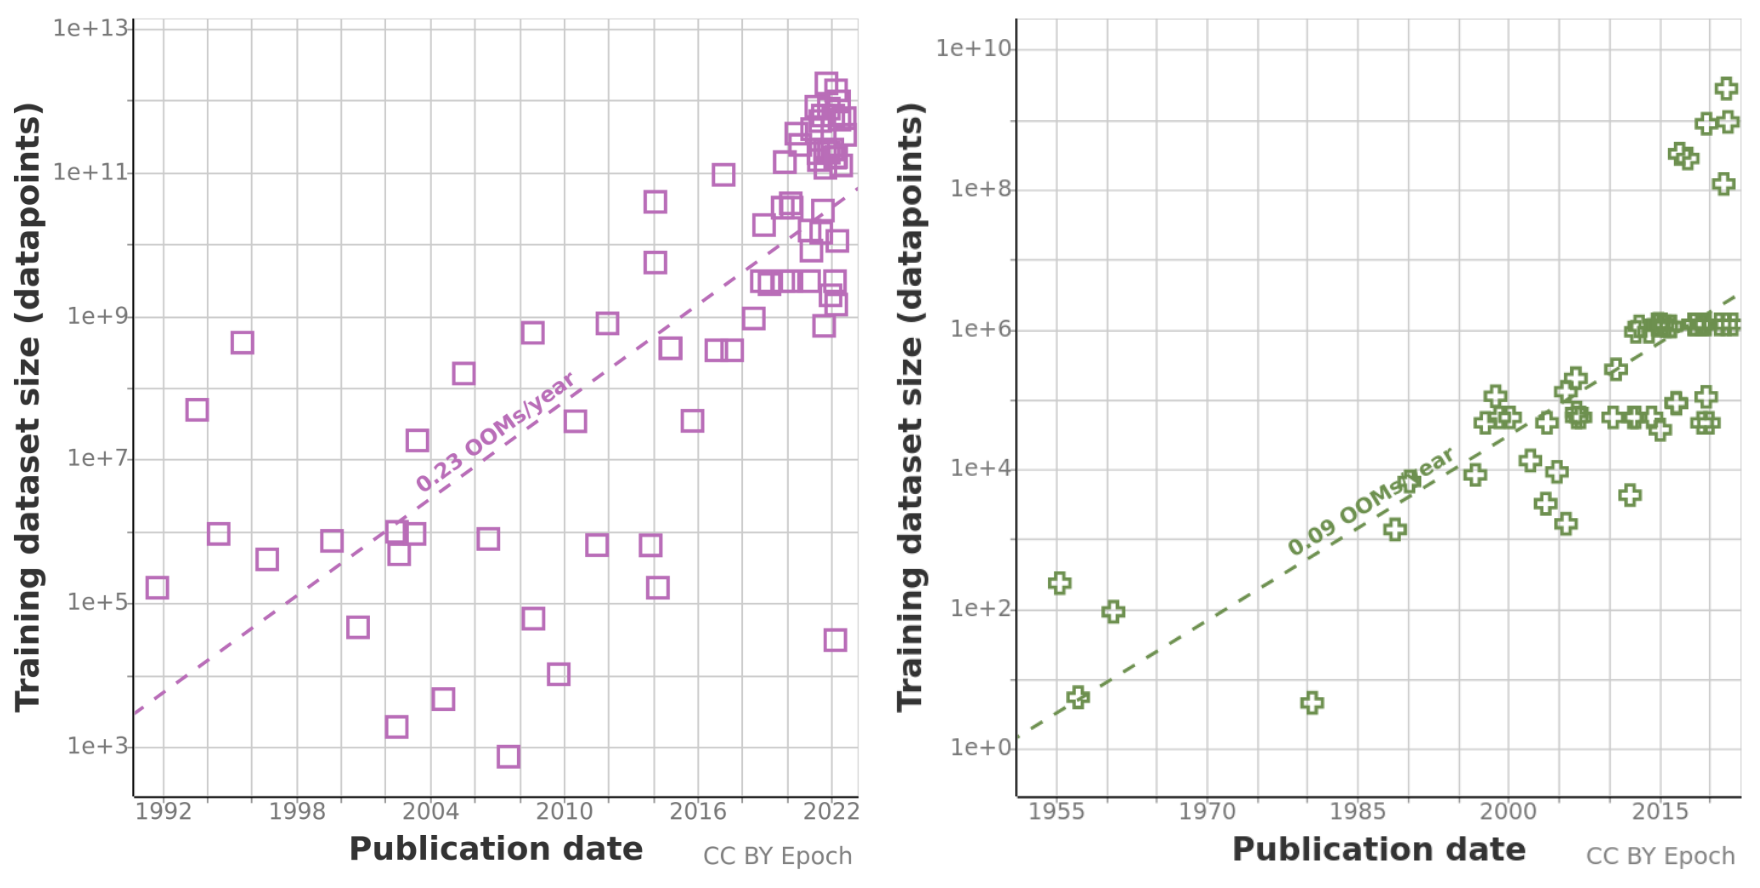 Training dataset size (datapoints)
1e+13
1e+11
1e+9
1e+7
1e+5
1e+3
0.23 OOMs/year
1992 1998 2004 2010 2016 2022
Publication date
CC BY Epoch
Training dataset size (datapoints)
1e+10
1e+8
1e+6
1e+4
1e+2
1e+0
0.09 OOMs/year
1955 1970 1985 2000 2015
Publication date
CC BY Epoch